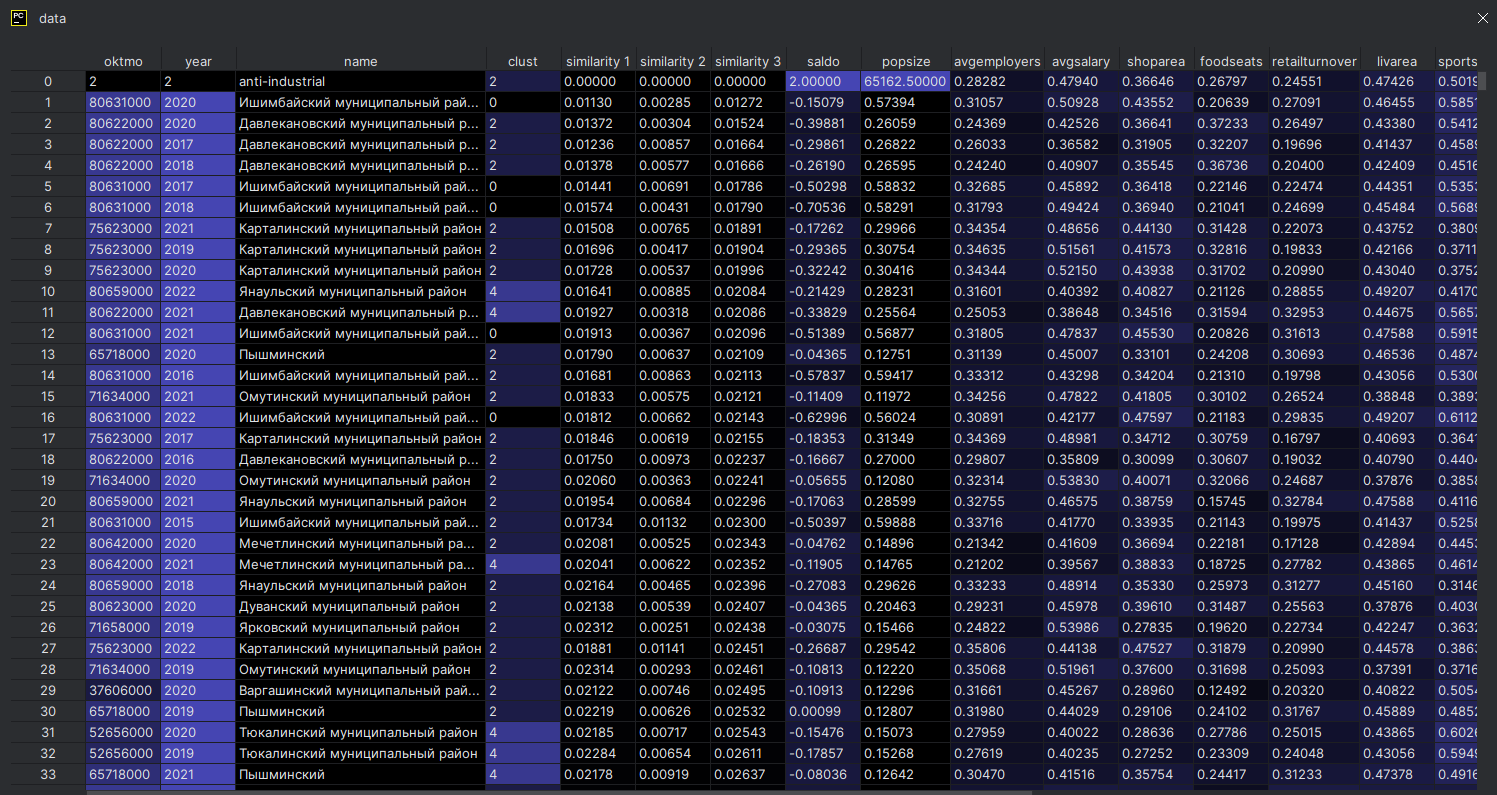 PC data
oktmo year name clust similarity 1 similarity 2 similarity 3 saldo popsize avgemployers avgsalary shoparea foodseats retailturnover livarea sports
0 2 2 anti-industrial 2 0.00000 0.00000 0.00000 2.00000 65162.50000 0.28282 0.47940 0.36646 0.26797 0.24551 0.47426 0.5019
1 80631000 2020 Ишимбайский муниципальный рай... 0 0.01130 0.00285 0.01272 -0.15079 0.57394 0.31057 0.50928 0.43552 0.20639 0.27091 0.46455 0.5851
2 80622000 2020 Давлекановский муниципальный р... 2 0.01372 0.00304 0.01524 -0.39881 0.26059 0.24369 0.42526 0.36641 0.37233 0.26497 0.43380 0.5412
3 80622000 2017 Давлекановский муниципальный р... 2 0.01236 0.00857 0.01664 -0.29861 0.26822 0.26033 0.36582 0.31905 0.32207 0.19696 0.41437 0.4589
4 80622000 2018 Давлекановский муниципальный р... 2 0.01378 0.00577 0.01666 -0.26190 0.26595 0.24240 0.40907 0.35545 0.36736 0.20400 0.42409 0.4516
5 80631000 2017 Ишимбайский муниципальный рай... 0 0.01441 0.00691 0.01786 -0.50298 0.58832 0.32685 0.45892 0.36418 0.22146 0.22474 0.44351 0.5353
6 80631000 2018 Ишимбайский муниципальный рай... 0 0.01574 0.00431 0.01790 -0.70536 0.58291 0.31793 0.49424 0.36940 0.21041 0.24699 0.45484 0.5689
7 75623000 2021 Карталинский муниципальный район 2 0.01508 0.00765 0.01891 -0.17262 0.29966 0.34354 0.48656 0.44130 0.31428 0.22073 0.43752 0.3809
8 75623000 2019 Карталинский муниципальный район 2 0.01696 0.00417 0.01904 -0.29365 0.30754 0.34635 0.51561 0.41573 0.32816 0.19833 0.42166 0.3711
9 75623000 2020 Карталинский муниципальный район 2 0.01728 0.00537 0.01996 -0.32242 0.30416 0.34344 0.52150 0.43938 0.31702 0.20990 0.43040 0.3752
10 80659000 2022 Янаульский муниципальный район 4 0.01641 0.00885 0.02084 -0.21429 0.28231 0.31601 0.40392 0.40827 0.21126 0.28855 0.49207 0.4170
11 80622000 2021 Давлекановский муниципальный р... 4 0.01927 0.00318 0.02086 -0.33829 0.25564 0.25053 0.38648 0.34516 0.31594 0.32953 0.44675 0.5657
12 80631000 2021 Ишимбайский муниципальный рай... 0 0.01913 0.00367 0.02096 -0.51389 0.56877 0.31805 0.47837 0.45530 0.20826 0.31613 0.47588 0.5915
13 65718000 2020 Пышминский 2 0.01790 0.00637 0.02109 -0.04365 0.12751 0.31139 0.45007 0.33101 0.24208 0.30693 0.46536 0.4874
14 80631000 2016 Ишимбайский муниципальный рай... 2 0.01681 0.00863 0.02113 -0.57837 0.59417 0.33312 0.43298 0.34204 0.21310 0.19798 0.43056 0.5300
15 71634000 2021 Омутинский муниципальный район 2 0.01833 0.00575 0.02121 -0.11409 0.11972 0.34256 0.47822 0.41805 0.30102 0.26524 0.38848 0.3893
16 80631000 2022 Ишимбайский муниципальный рай... 0 0.01812 0.00662 0.02143 -0.62996 0.56024 0.30891 0.42177 0.47597 0.21183 0.29835 0.49207 0.6112
17 75623000 2017 Карталинский муниципальный район 2 0.01846 0.00619 0.02155 -0.18353 0.31349 0.34369 0.48981 0.34712 0.30759 0.16797 0.40693 0.3641
18 80622000 2016 Давлекановский муниципальный р... 2 0.01750 0.00973 0.02237 -0.16667 0.27000 0.29807 0.35809 0.30099 0.30607 0.19032 0.40790 0.4404
19 71634000 2020 Омутинский муниципальный район 2 0.02060 0.00363 0.02241 -0.05655 0.12080 0.32314 0.53830 0.40071 0.32066 0.24687 0.37876 0.3858
20 80659000 2021 Янаульский муниципальный район 2 0.01954 0.00684 0.02296 -0.17063 0.28599 0.32755 0.46575 0.38759 0.15745 0.32784 0.47588 0.4116
21 80631000 2015 Ишимбайский муниципальный рай... 2 0.01734 0.01132 0.02300 -0.50397 0.59888 0.33716 0.41770 0.33935 0.21143 0.19975 0.41437 0.5258
22 80642000 2020 Мечетлинский муниципальный ра... 2 0.02081 0.00525 0.02343 -0.04762 0.14896 0.21342 0.41609 0.36694 0.22181 0.17128 0.42894 0.4453
23 80642000 2021 Мечетлинский муниципальный ра... 4 0.02041 0.00622 0.02352 -0.11905 0.14765 0.21202 0.39567 0.38833 0.18725 0.27782 0.43865 0.4614
24 80659000 2018 Янаульский муниципальный район 2 0.02164 0.00465 0.02396 -0.27083 0.29626 0.33233 0.48914 0.35330 0.25973 0.31277 0.45160 0.3146
25 80623000 2020 Дуванский муниципальный район 2 0.02138 0.00539 0.02407 -0.04365 0.20463 0.29231 0.45978 0.39610 0.31487 0.25563 0.37876 0.4030
26 71658000 2019 Ярковский муниципальный район 2 0.02312 0.00251 0.02438 -0.03075 0.15466 0.24822 0.53986 0.27835 0.19620 0.22734 0.42247 0.3632
27 75623000 2022 Карталинский муниципальный район 2 0.01881 0.01141 0.02451 -0.26687 0.29542 0.35806 0.44138 0.47527 0.31879 0.20990 0.44578 0.3863
28 71634000 2019 Омутинский муниципальный район 2 0.02314 0.00293 0.02461 -0.10813 0.12220 0.35068 0.51961 0.37600 0.31698 0.25093 0.37391 0.3716
29 37606000 2020 Варгашинский муниципальный рай... 2 0.02122 0.00746 0.02495 -0.10913 0.12296 0.31661 0.45267 0.28960 0.12492 0.20320 0.40822 0.5054
30 65718000 2019 Пышминский 2 0.02219 0.00626 0.02532 0.00099 0.12807 0.31980 0.44029 0.29106 0.24102 0.31767 0.45889 0.4852
31 52656000 2020 Тюкалинский муниципальный район 4 0.02185 0.00717 0.02543 -0.15476 0.15073 0.27959 0.40022 0.28636 0.27786 0.25015 0.43865 0.6026
32 52656000 2019 Тюкалинский муниципальный район 4 0.02284 0.00654 0.02611 -0.17857 0.15268 0.27619 0.40235 0.27252 0.23309 0.24048 0.43056 0.5949
33 65718000 2021 Пышминский 4 0.02178 0.00919 0.02637 -0.08036 0.12642 0.30470 0.41516 0.35754 0.24417 0.31233 0.47378 0.4916